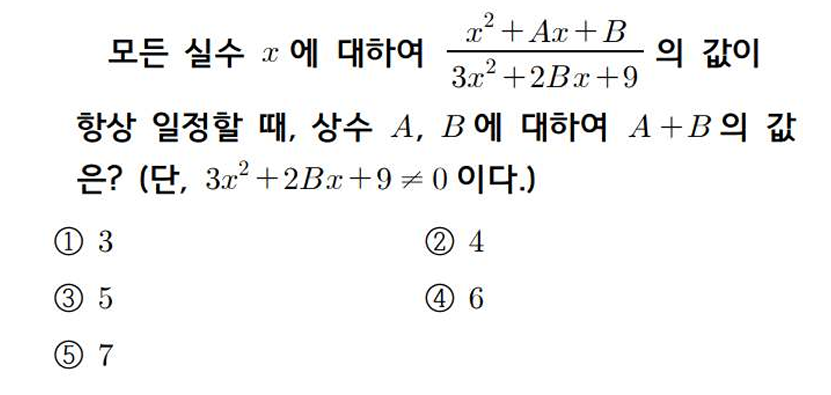 모든 실수 $x$에 대하여 $\frac{x^2+Ax+B}{3x^2+2Bx+9}$의 값이
항상 일정할 때, 상수 $A$, $B$에 대하여 $A+B$의 값
은? (단, $3x^2+2Bx+9 \neq 0$이다.)
① 3 ② 4
③ 5 ④ 6
⑤ 7